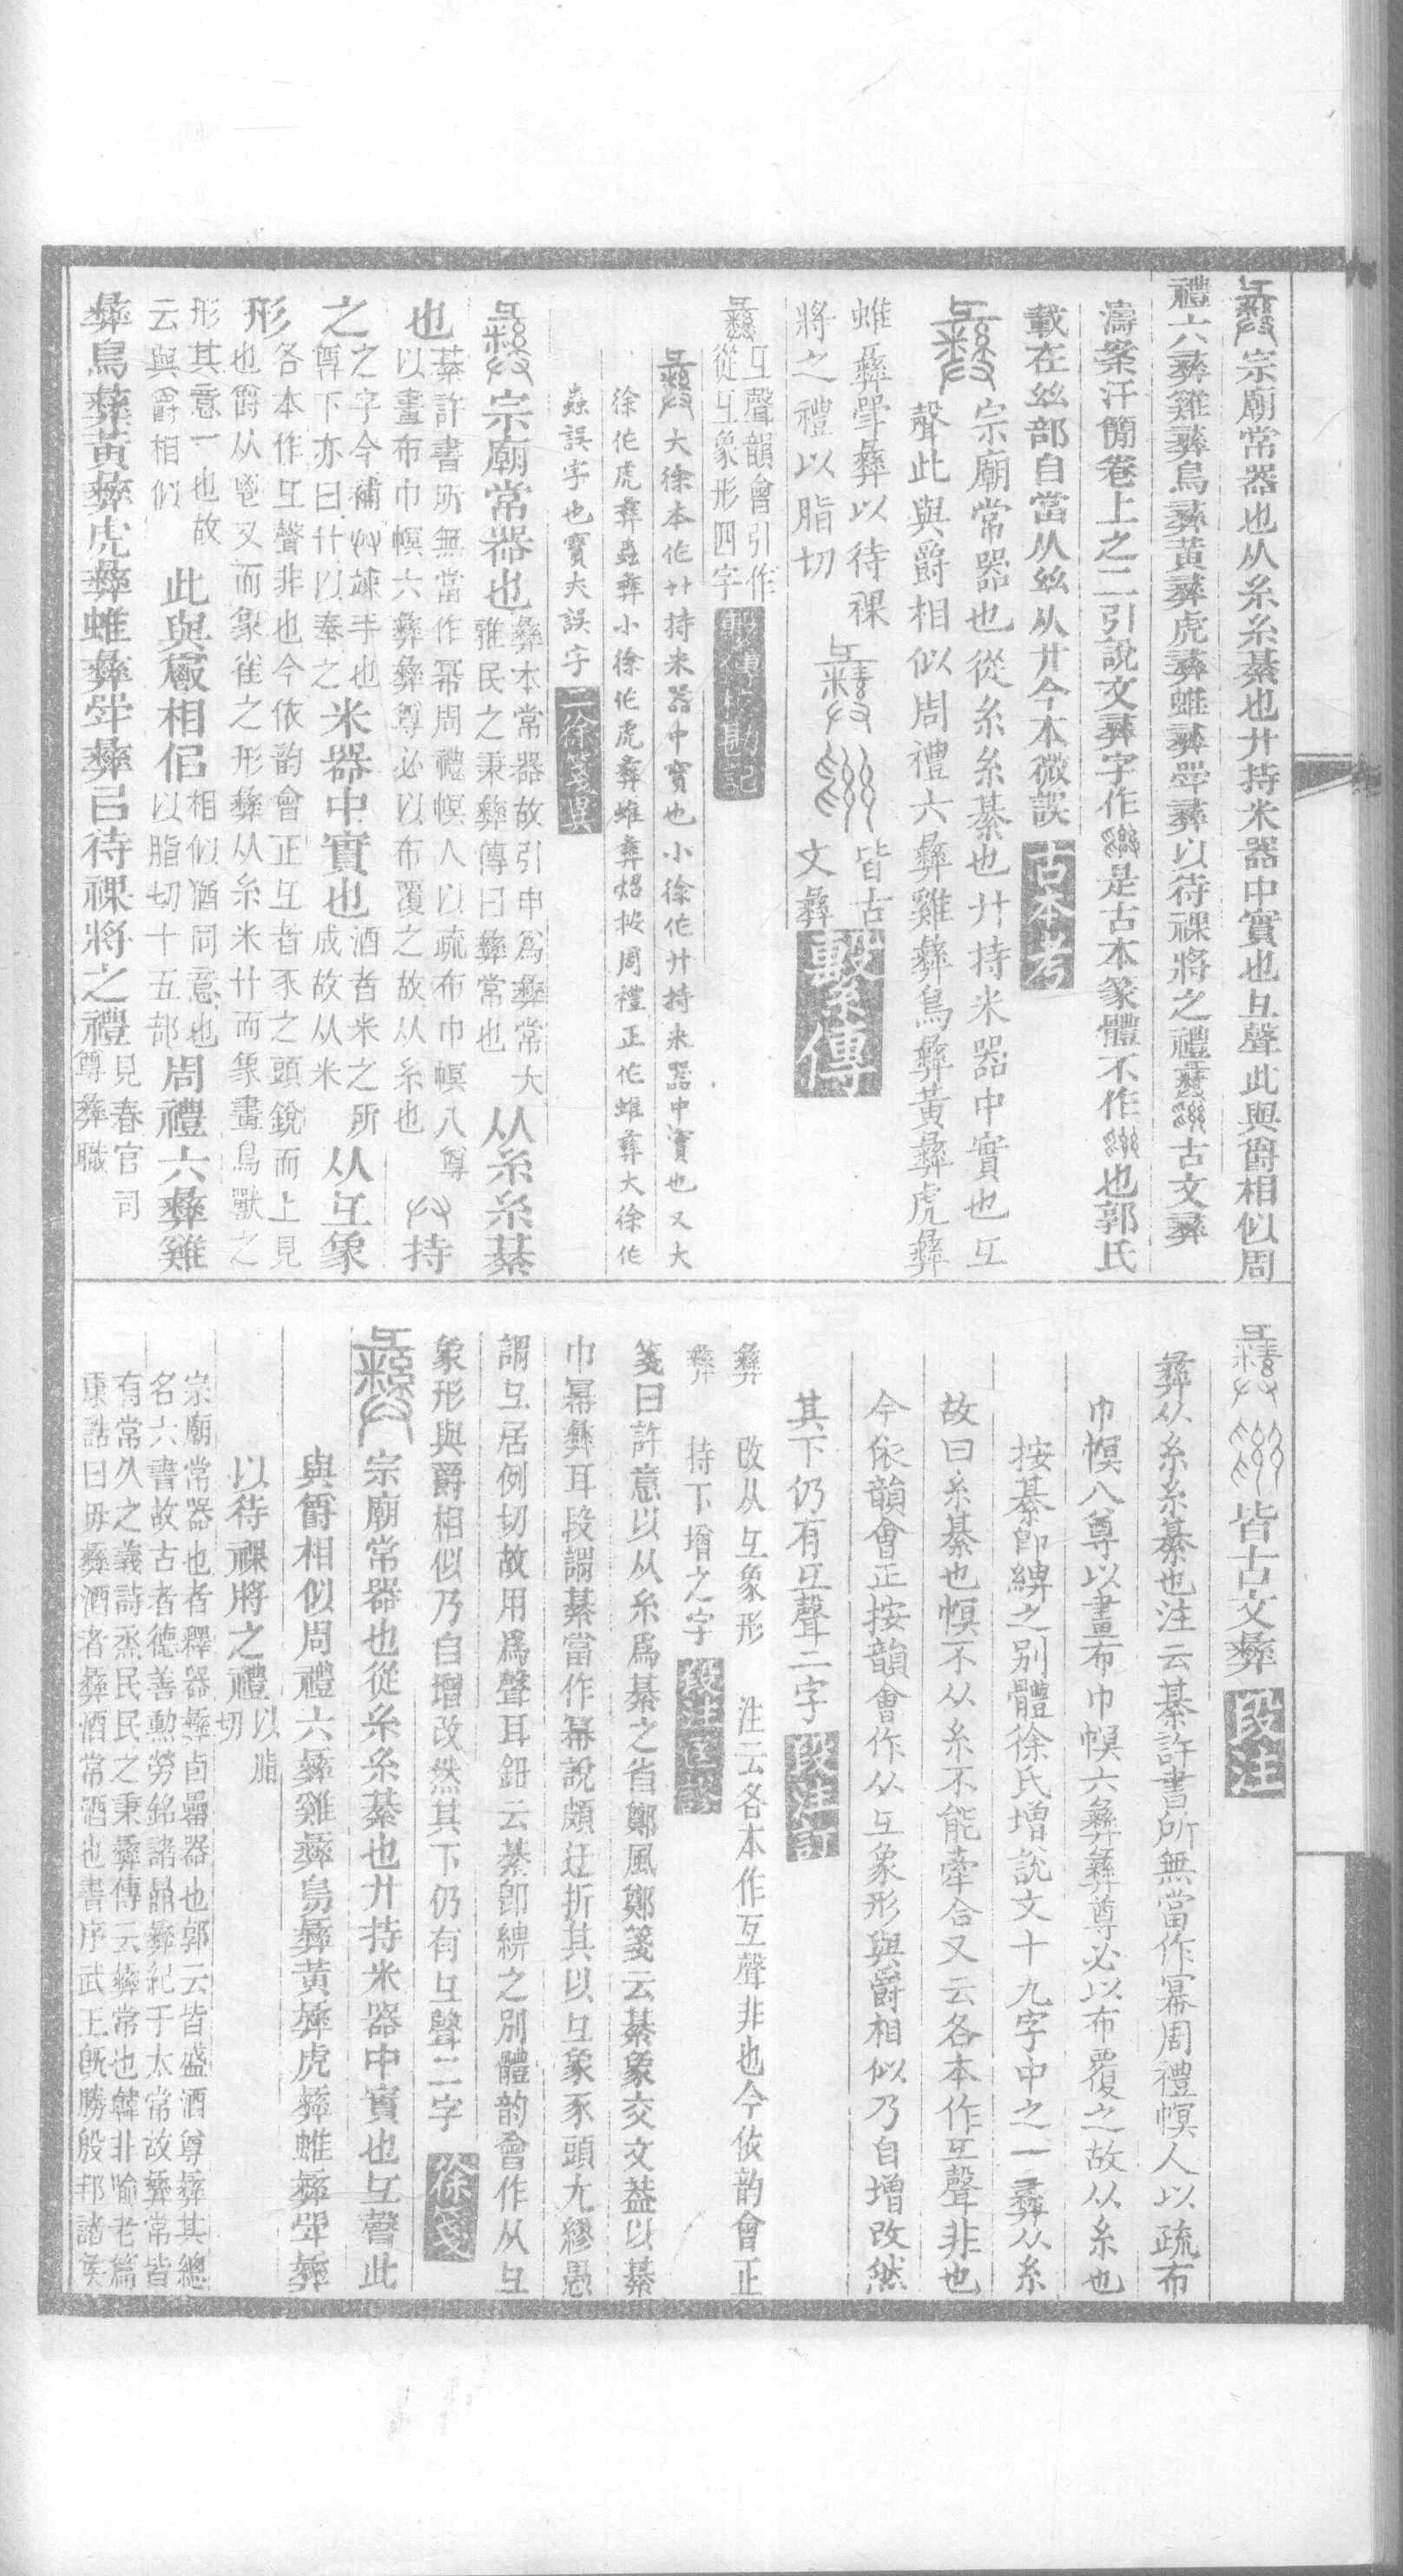 宗廟常器也从糸糸綦也廾持米器中實也彑聲此與爵相似周
禮六彝雞彝鳥彝黃彝虎彝蜼彝斝彝以待祼將之禮古文彝
濤案汗簡卷上之二引說文彝字作是古本篆體不作也郭氏
載在絲部自當从絲从廾今本微誤古本考
宗廟常器也從糸糸綦也廾持米器中實也彑
聲此與爵相似周禮六彝雞彝鳥彝黃彝虎彝
蜼彝斝彝以待祼
將之禮以脂切
皆古
文彝繫傳
彑聲韻會引作
從彑象形四字繫傳校勘記
大徐本作廾持米器中寶也小徐作廾持米器中實也又大
徐作虎彝蟲彝小徐作虎彝蜼彝炤按周禮正作蜼彝大徐作
蟲誤字也寶夫誤字二徐箋異
宗廟常器也彝本常器故引申爲彝常大
雅民之秉彝傳曰彝常也从糸糸綦
也綦許書所無當作幂周禮幎人以疏布巾幎八尊
以畫布巾幎六彝彝尊必以布覆之故从糸也持
之之字今補竦手也
尊下亦曰廾以奉之米器中實也酒者米之所
成故从米从彑象
形各本作彑聲非也今依韵會正彑者豕之頭銳而上見
也爵从鬯又而象雀之形彝从糸米廾而象畫鳥獸之
形其意一也故
云與爵相似此與爵相佀相似猶同意也
以脂切十五部周禮六彝雞
彝鳥彝黃彝虎彝蜼彝斝彝㠯待祼將之禮見春官司
尊彝職
皆古文彝段注
彝从糸糸綦也注云綦許書所無當作幂周禮幎人以疏布
巾幎八尊以畫布巾幎六彝彝尊必以布覆之故从糸也
按綦卽綥之别體徐氏增說文十九字中之一彝从糸
故曰糸綦也幎不从糸不能牽合又云各本作彑聲非也
今依韻會正按韻會作从彑象形與爵相似乃自增改然
其下仍有彑聲二字段注訂
彝　改从彑象形　注云各本作彑聲非也今依韵會正
彝　持下增之字段注匡謬
箋曰許意以从糸爲綦之省鄭風鄭箋云綦象交文葢以綦
巾幂彝耳段謂綦當作幂說頗迂折其以彑象豕頭尤繆愚
謂彑居例切故用爲聲耳鈕云綦卽綥之別體韵會作从彑
象形與爵相似乃自增改然其下仍有彑聲二字徐箋
宗廟常器也從糸糸綦也廾持米器中實也彑聲此
與爵相似周禮六彝雞彝鳥彝黃彝虎彝蜼彝斝彝
以待祼將之禮以脂
切
宗廟常器也者釋器彝卣罍器也郭云皆盛酒尊彝其總
名六書故古者德善勳勞銘諸鼎彝紀于太常故彝常皆
有常久之義詩烝民民之秉彝傳云彝常也韓非喻老篇
康誥曰毋彝酒者彝酒常酒也書序武王旣勝殷邦諸侯